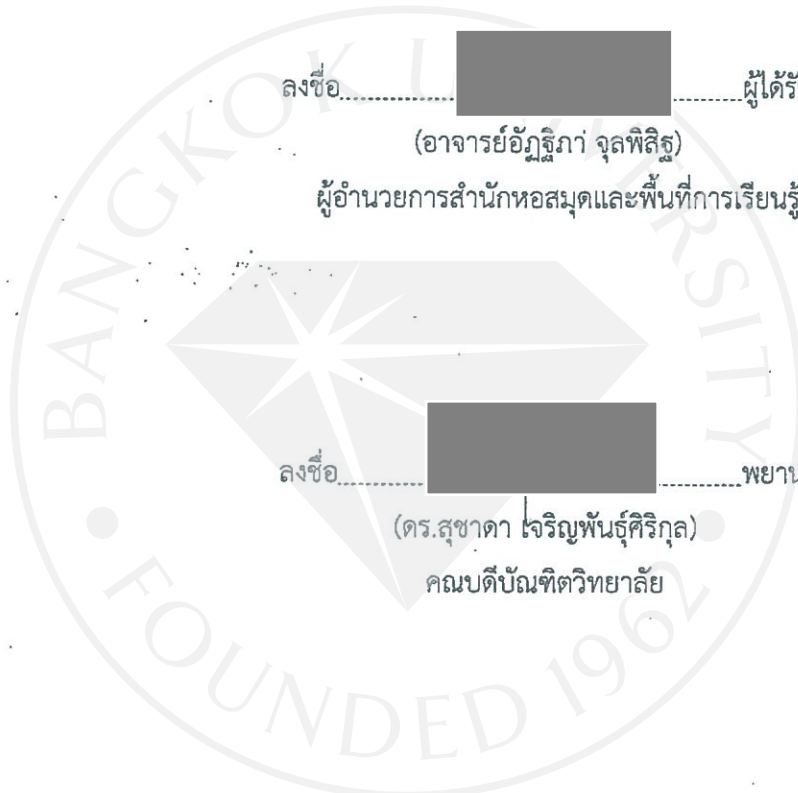 ลงชื่อ ผู้ได้รั
(อาจารย์อัฏฐิภา จุลพิสิฐ)
ผู้อำนวยการสำนักหอสมุดและพื้นที่การเรียนรู้
ลงชื่อ พยาน
(ดร.สุชาดา เจริญพันธุ์ศิริกุล)
คณบดีบัณฑิตวิทยาลัย
BANGKOK UNIVERSITY
FOUNDED 1962